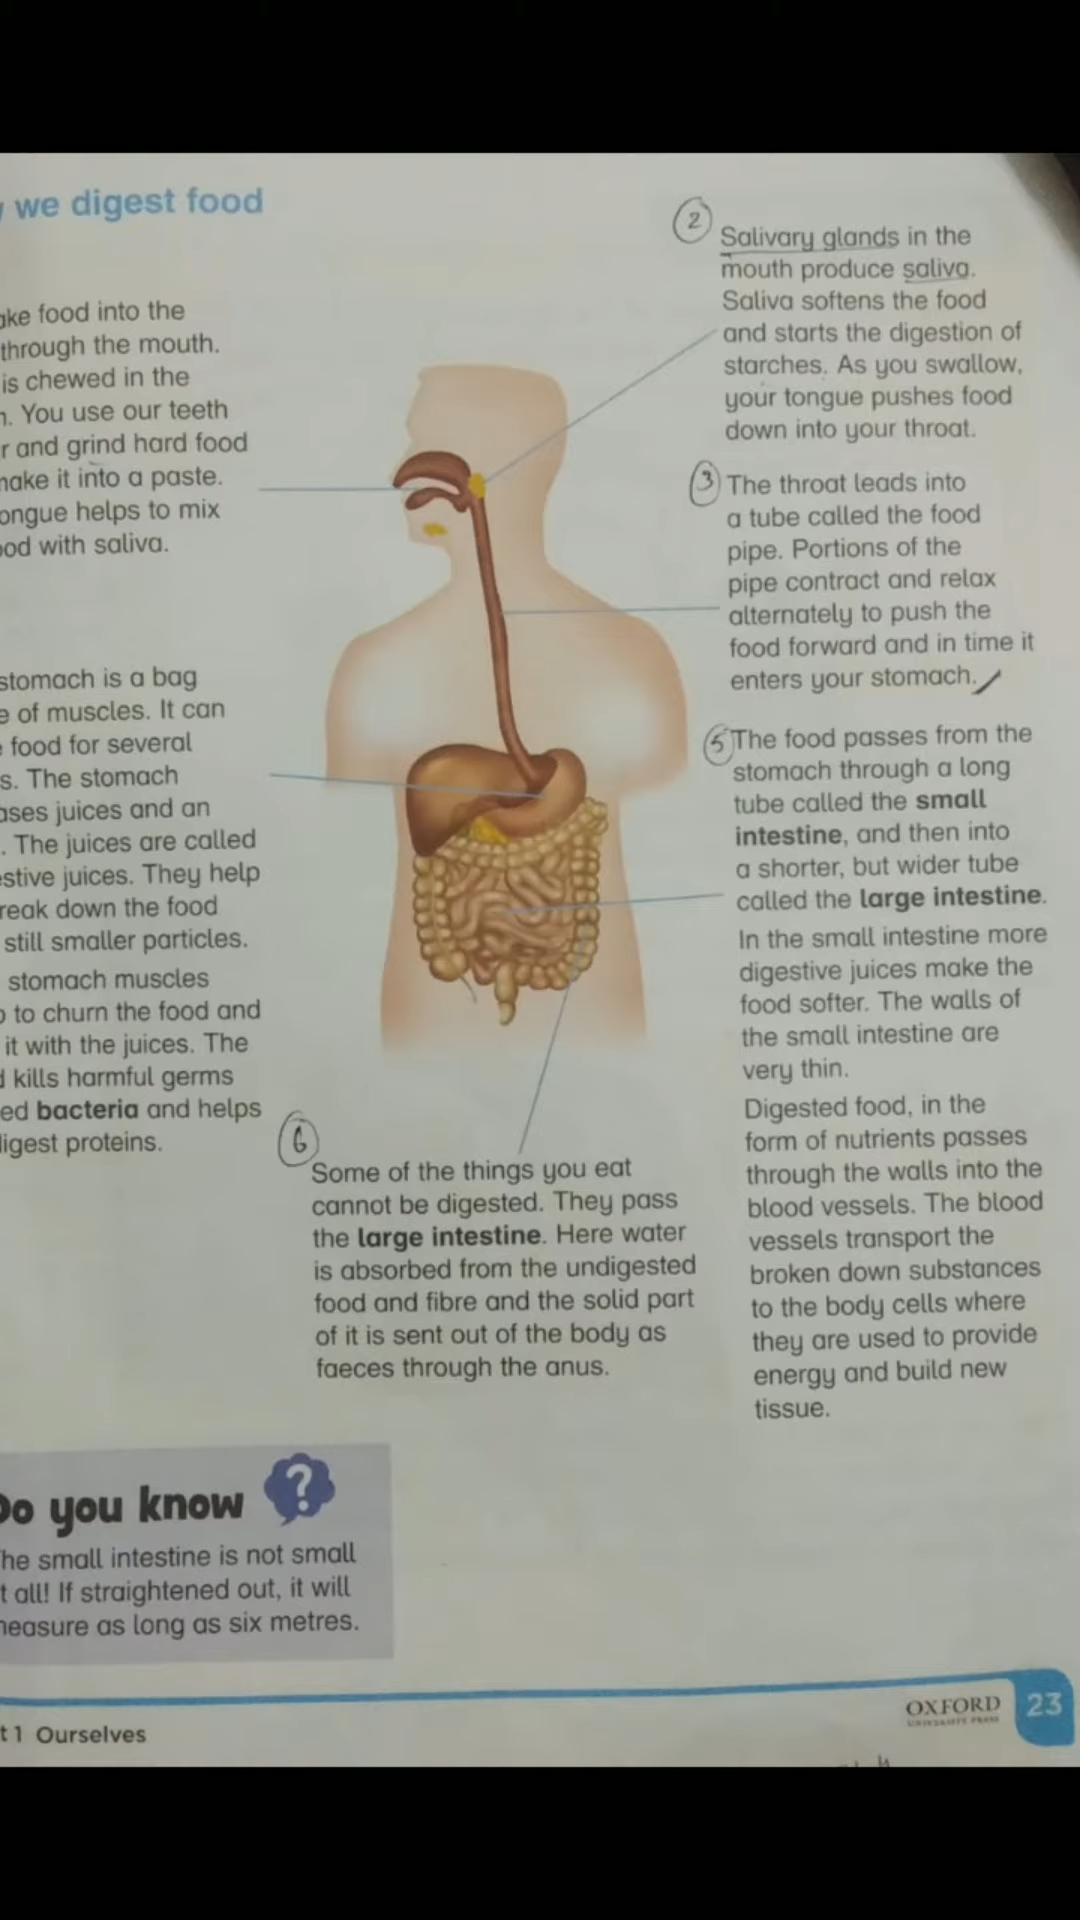 we digest food
ake food into the
through the mouth.
is chewed in the
. You use our teeth
r and grind hard food
make it into a paste.
ongue helps to mix
ood with saliva.
stomach is a bag
e of muscles. It can
food for several
s. The stomach
ases juices and an
. The juices are called
estive juices. They help
reak down the food
still smaller particles.
stomach muscles
to churn the food and
it with the juices. The
d kills harmful germs
ed bacteria and helps
digest proteins.
2
Salivary glands in the
mouth produce saliva.
Saliva softens the food
and starts the digestion of
starches. As you swallow,
your tongue pushes food
down into your throat.
3 The throat leads into
a tube called the food
pipe. Portions of the
pipe contract and relax
alternately to push the
food forward and in time it
enters your stomach.
5 The food passes from the
stomach through a long
tube called the small
intestine, and then into
a shorter, but wider tube
called the large intestine.
In the small intestine more
digestive juices make the
food softer. The walls of
the small intestine are
very thin.
Digested food, in the
form of nutrients passes
through the walls into the
blood vessels. The blood
vessels transport the
broken down substances
to the body cells where
they are used to provide
energy and build new
tissue.
6
Some of the things you eat
cannot be digested. They pass
the large intestine. Here water
is absorbed from the undigested
food and fibre and the solid part
of it is sent out of the body as
faeces through the anus.
Do you know ?
The small intestine is not small
t all! If straightened out, it will
measure as long as six metres.
t 1 Ourselves
OXFORD
UNIVERSITY PRESS
23